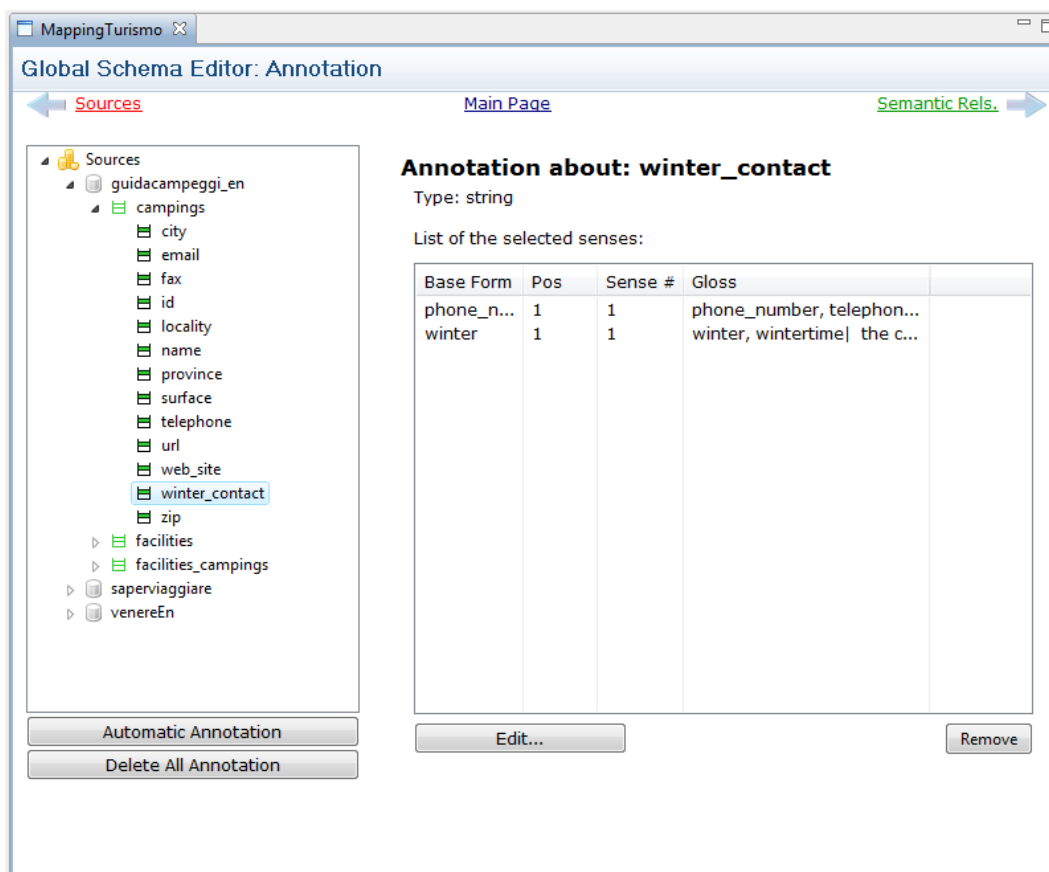 MappingTurismo
Global Schema Editor: Annotation
Sources Main Page Semantic Rels.
Sources
guidacampeggi_en
campings
city
email
fax
id
locality
name
province
surface
telephone
url
web_site
winter_contact
zip
facilities
facilities_campings
saperviaggiare
venereEn
Automatic Annotation
Delete All Annotation
Annotation about: winter_contact
Type: string
List of the selected senses:
Base Form Pos Sense # Gloss
phone_n... 1 1 phone_number, telephon...
winter 1 1 winter, wintertime| the c...
Edit... Remove